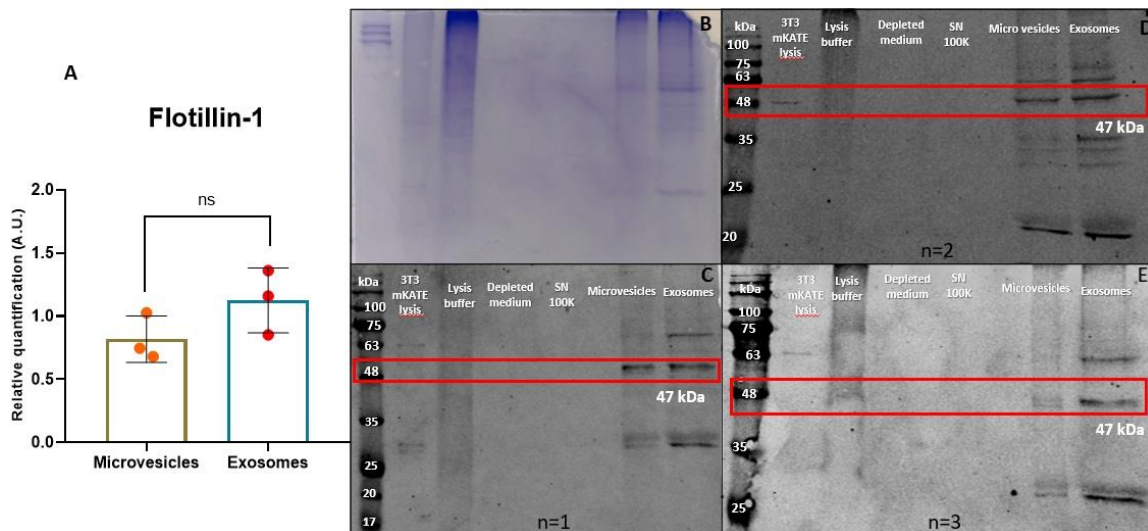 A
Flotillin-1
Relative quantification (A.U.)
2.0
1.5
1.0
0.5
0.0
ns
Microvesicles
Exosomes
B
D
kDa
100
75
63
48
35
25
20
3T3
mKATE
lysis
Lysis
buffer
Depleted
medium
SN
100K
Micro vesicles
Exosomes
47 kDa
n=2
C
kDa
100
75
63
48
35
25
20
17
3T3
mKATE
lysis
Lysis
buffer
Depleted
medium
SN
100K
Microvesicles
Exosomes
47 kDa
n=1
E
kDa
100
75
63
48
35
25
3T3
mKATE
lysis
Lysis
buffer
Depleted
medium
SN
100K
Microvesicles
Exosomes
47 kDa
n=3